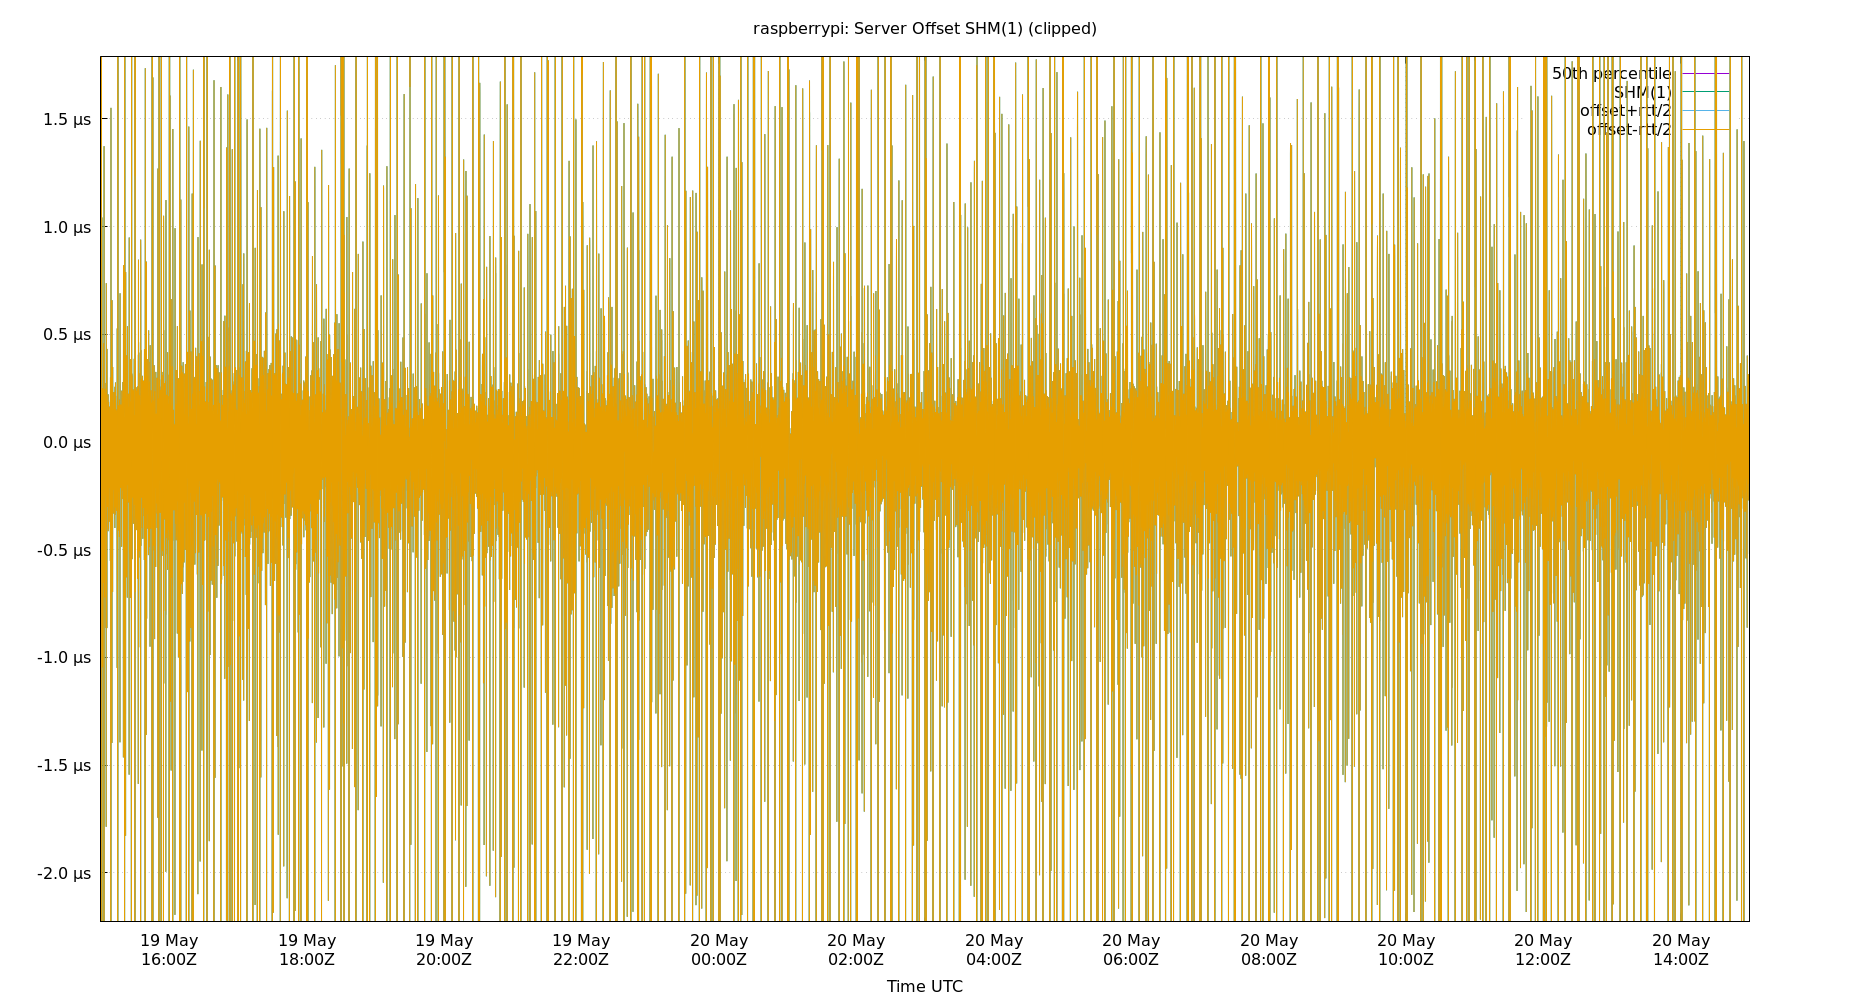 raspberrypi: Server Offset SHM(1) (clipped)
50th percentile
SHM(1)
offset+rtt/2
offset-rtt/2
1.5 µs
1.0 µs
0.5 µs
0.0 µs
-0.5 µs
-1.0 µs
-1.5 µs
-2.0 µs
19 May 19 May 19 May 19 May 20 May 20 May 20 May 20 May 20 May 20 May 20 May 20 May
16:00Z 18:00Z 20:00Z 22:00Z 00:00Z 02:00Z 04:00Z 06:00Z 08:00Z 10:00Z 12:00Z 14:00Z
Time UTC